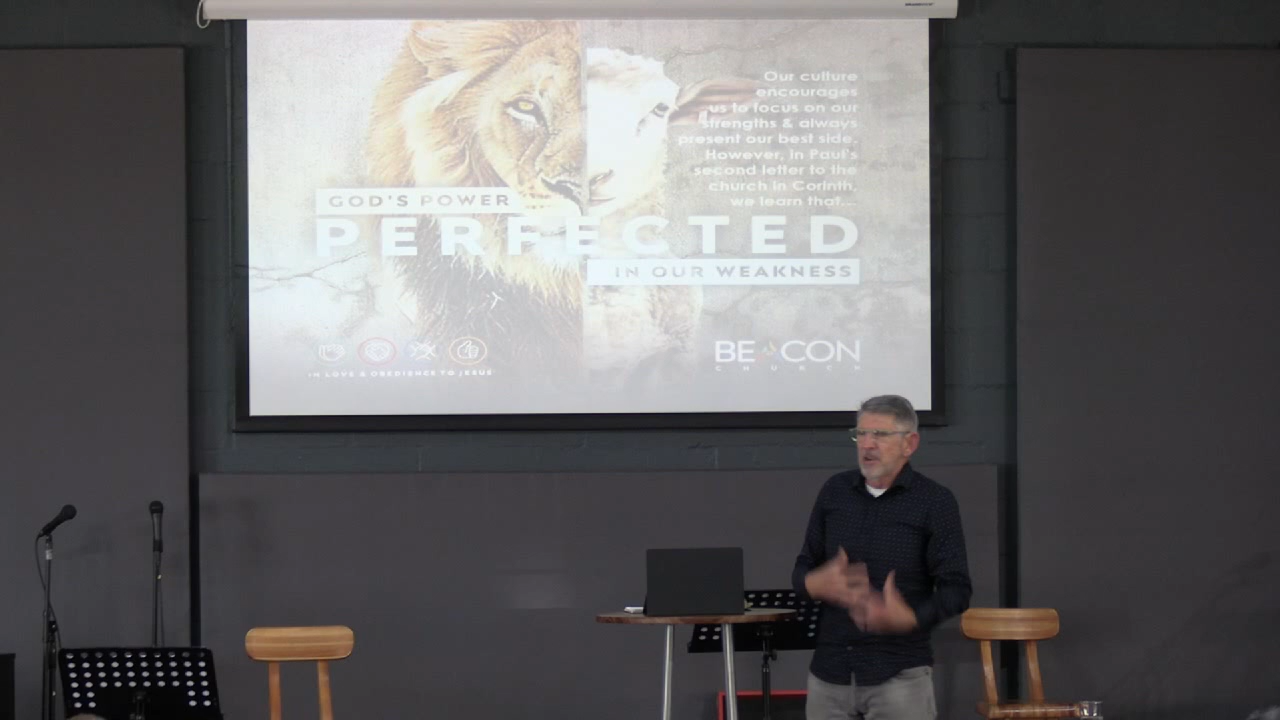 Our culture
encourages
us to focus on our
strengths & always
present our best side.
However, in Paul's
second letter to the
church in Corinth,
we learn that...
GOD'S POWER
PERFECTED
IN OUR WEAKNESS
IN LOVE & OBEDIENCE TO JESUS
BEACON
CHURCH